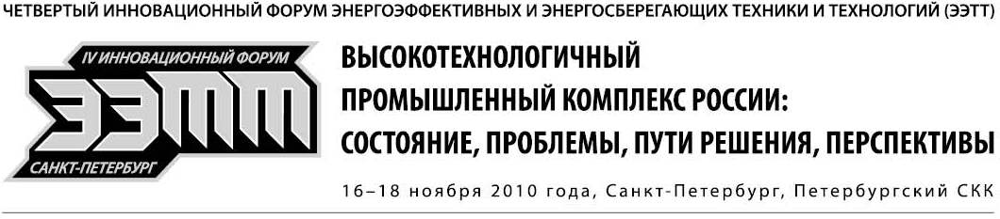 ЧЕТВЕРТЫЙ ИННОВАЦИОННЫЙ ФОРУМ ЭНЕРГОЭФФЕКТИВНЫХ И ЭНЕРГОСБЕРЕГАЮЩИХ ТЕХНИКИ И ТЕХНОЛОГИЙ (ЭЭТТ)
IV ИННОВАЦИОННЫЙ ФОРУМ
ЭЭТТ
САНКТ-ПЕТЕРБУРГ
ВЫСОКОТЕХНОЛОГИЧНЫЙ
ПРОМЫШЛЕННЫЙ КОМПЛЕКС РОССИИ:
СОСТОЯНИЕ, ПРОБЛЕМЫ, ПУТИ РЕШЕНИЯ, ПЕРСПЕКТИВЫ
16–18 ноября 2010 года, Санкт-Петербург, Петербургский СКК